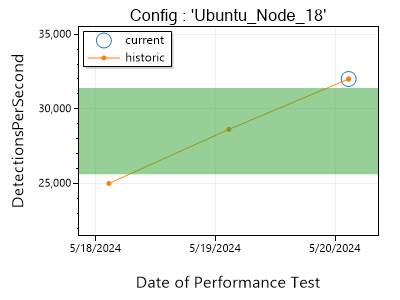 Config : 'Ubuntu_Node_18'
35,000
30,000
25,000
DetectionsPerSecond
current
historic
5/18/2024
5/19/2024
5/20/2024
Date of Performance Test